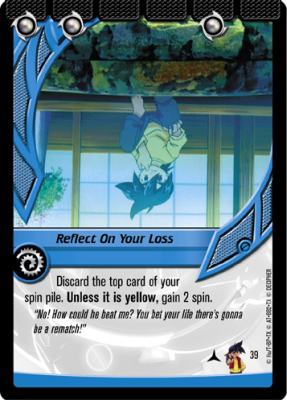 Reflect On Your Loss
Discard the top card of your
spin pile. Unless it is yellow, gain 2 spin.
"No! How could he beat me? You bet your life there's gonna
be a rematch!"
39